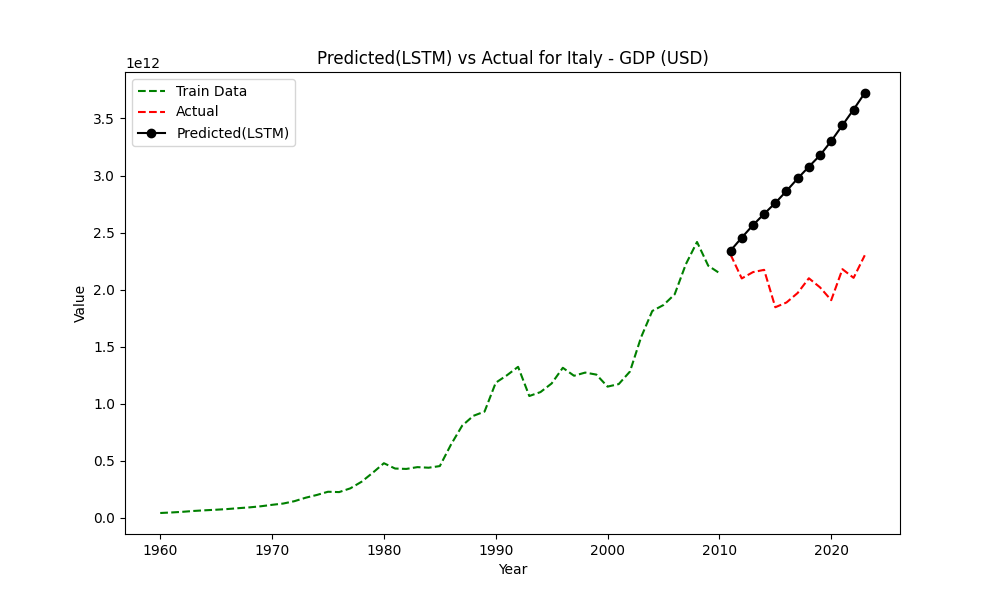 Predicted(LSTM) vs Actual for Italy - GDP (USD)
1e12
Train Data
Actual
Predicted(LSTM)
3.5
3.0
2.5
2.0
1.5
1.0
0.5
0.0
Value
1960 1970 1980 1990 2000 2010 2020
Year